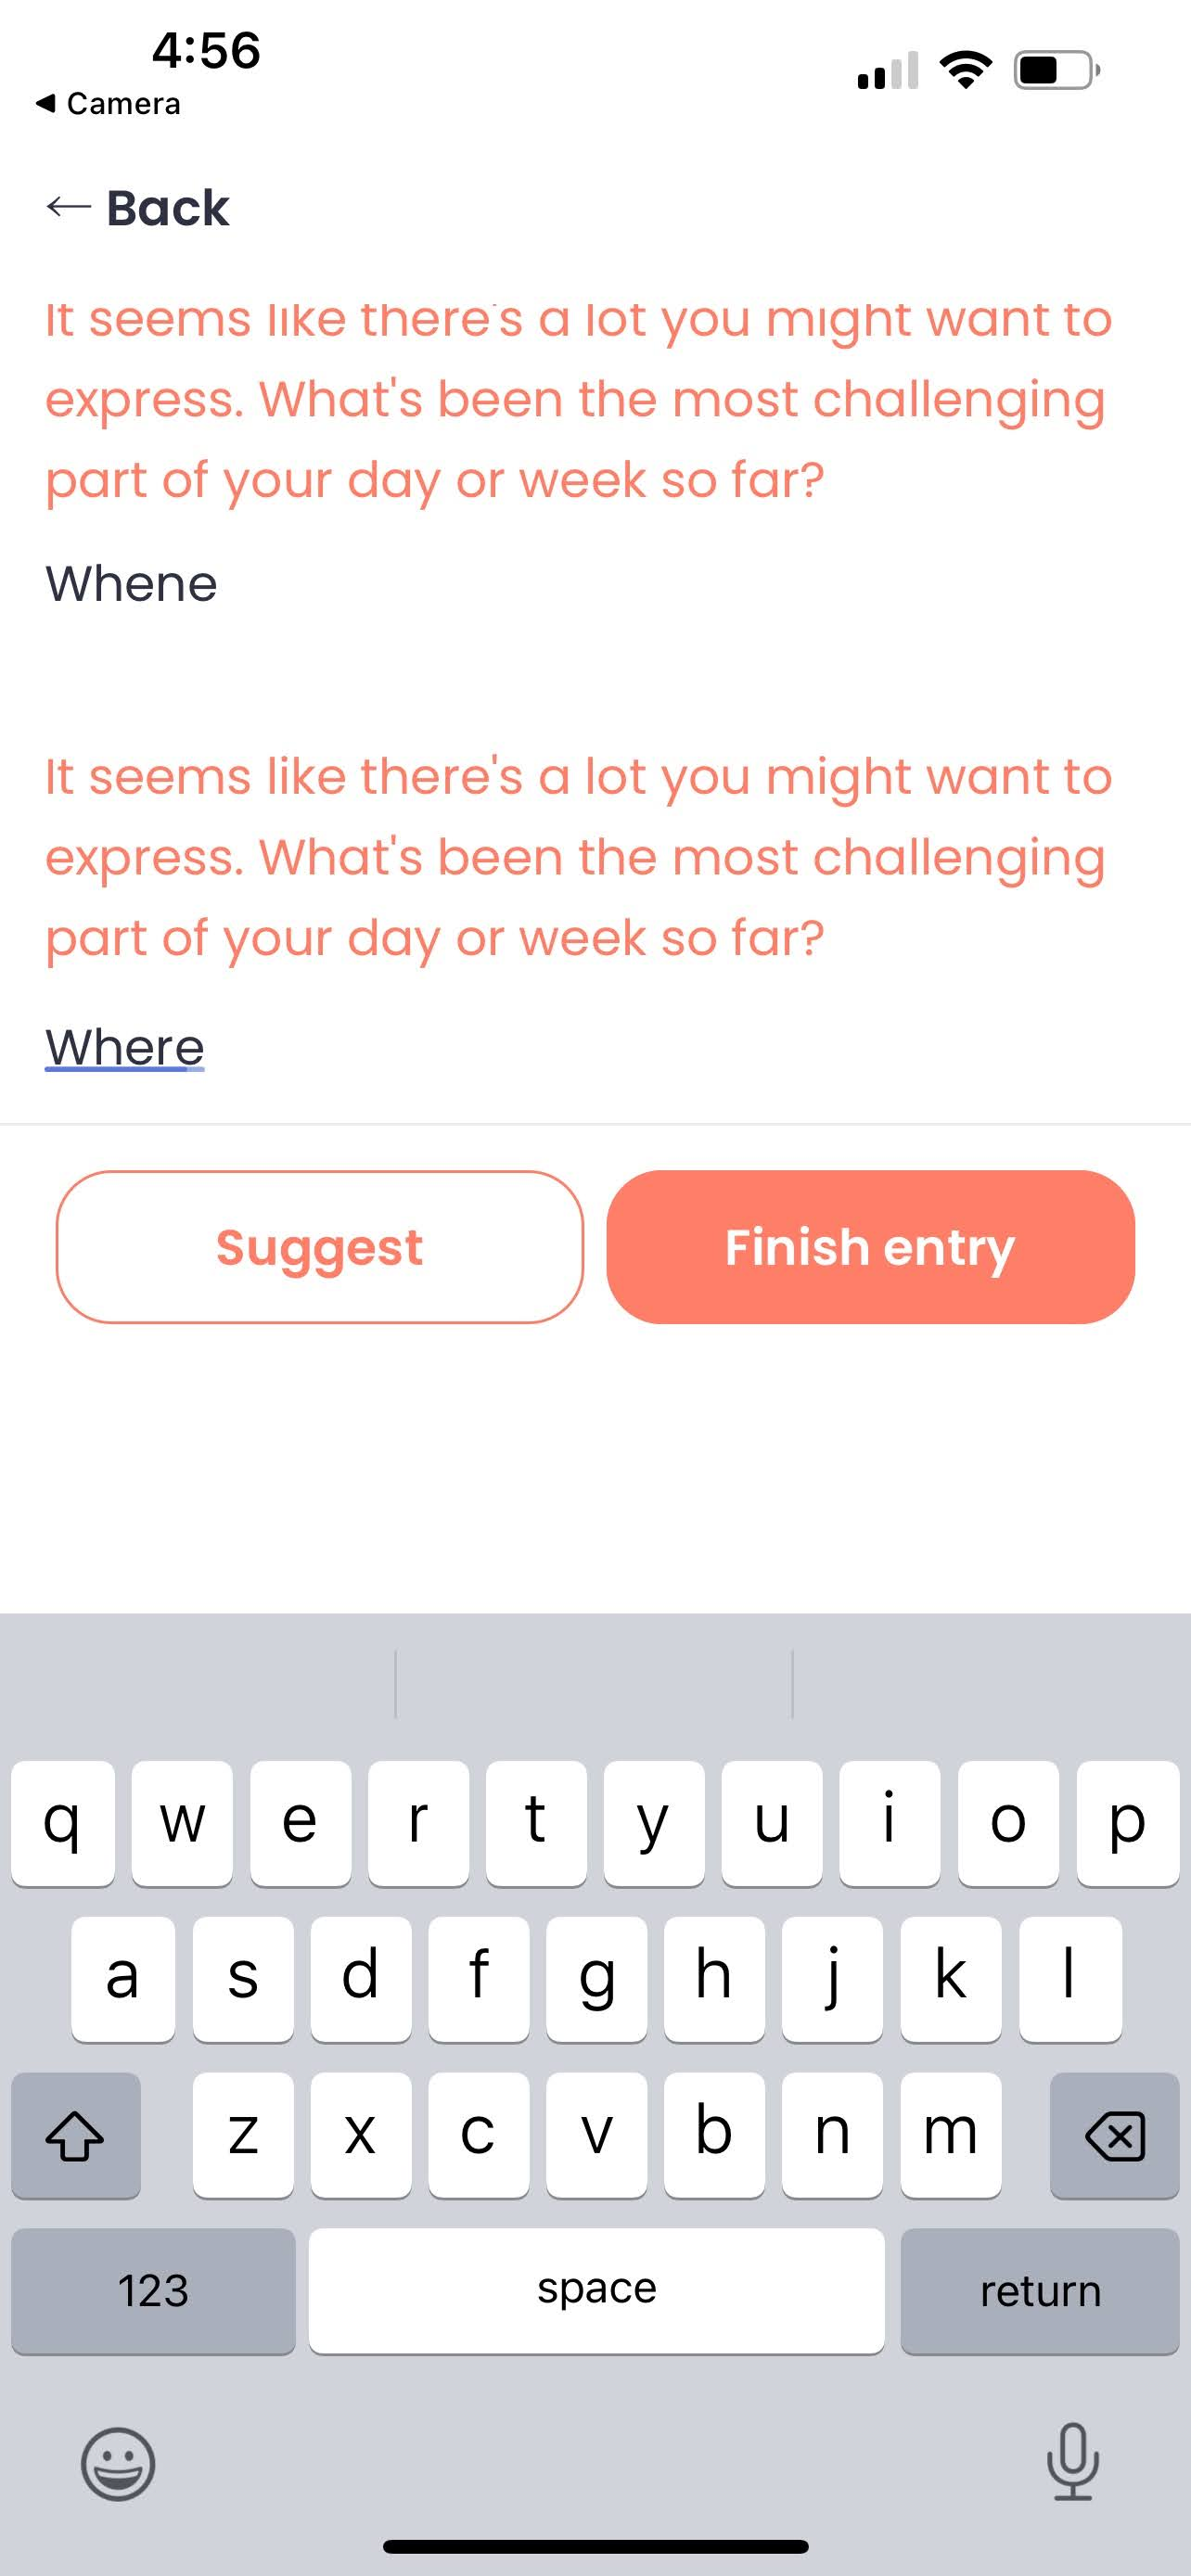 4:56
Camera
Back
It seems like there's a lot you might want to
express. What's been the most challenging
part of your day or week so far?
Whene
It seems like there's a lot you might want to
express. What's been the most challenging
part of your day or week so far?
Where
Suggest Finish entry
q w e r t y u i o p
a s d f g h j k l
z x c v b n m
123 space return